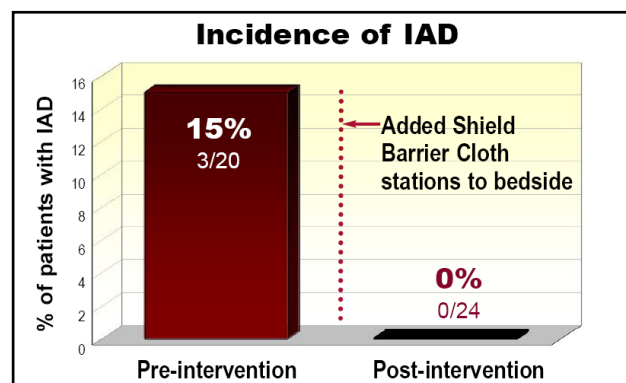 Incidence of IAD
% of patients with IAD
16
14
12
10
8
6
4
2
0
15%
3/20
Added Shield
Barrier Cloth
stations to bedside
0%
0/24
Pre-intervention
Post-intervention